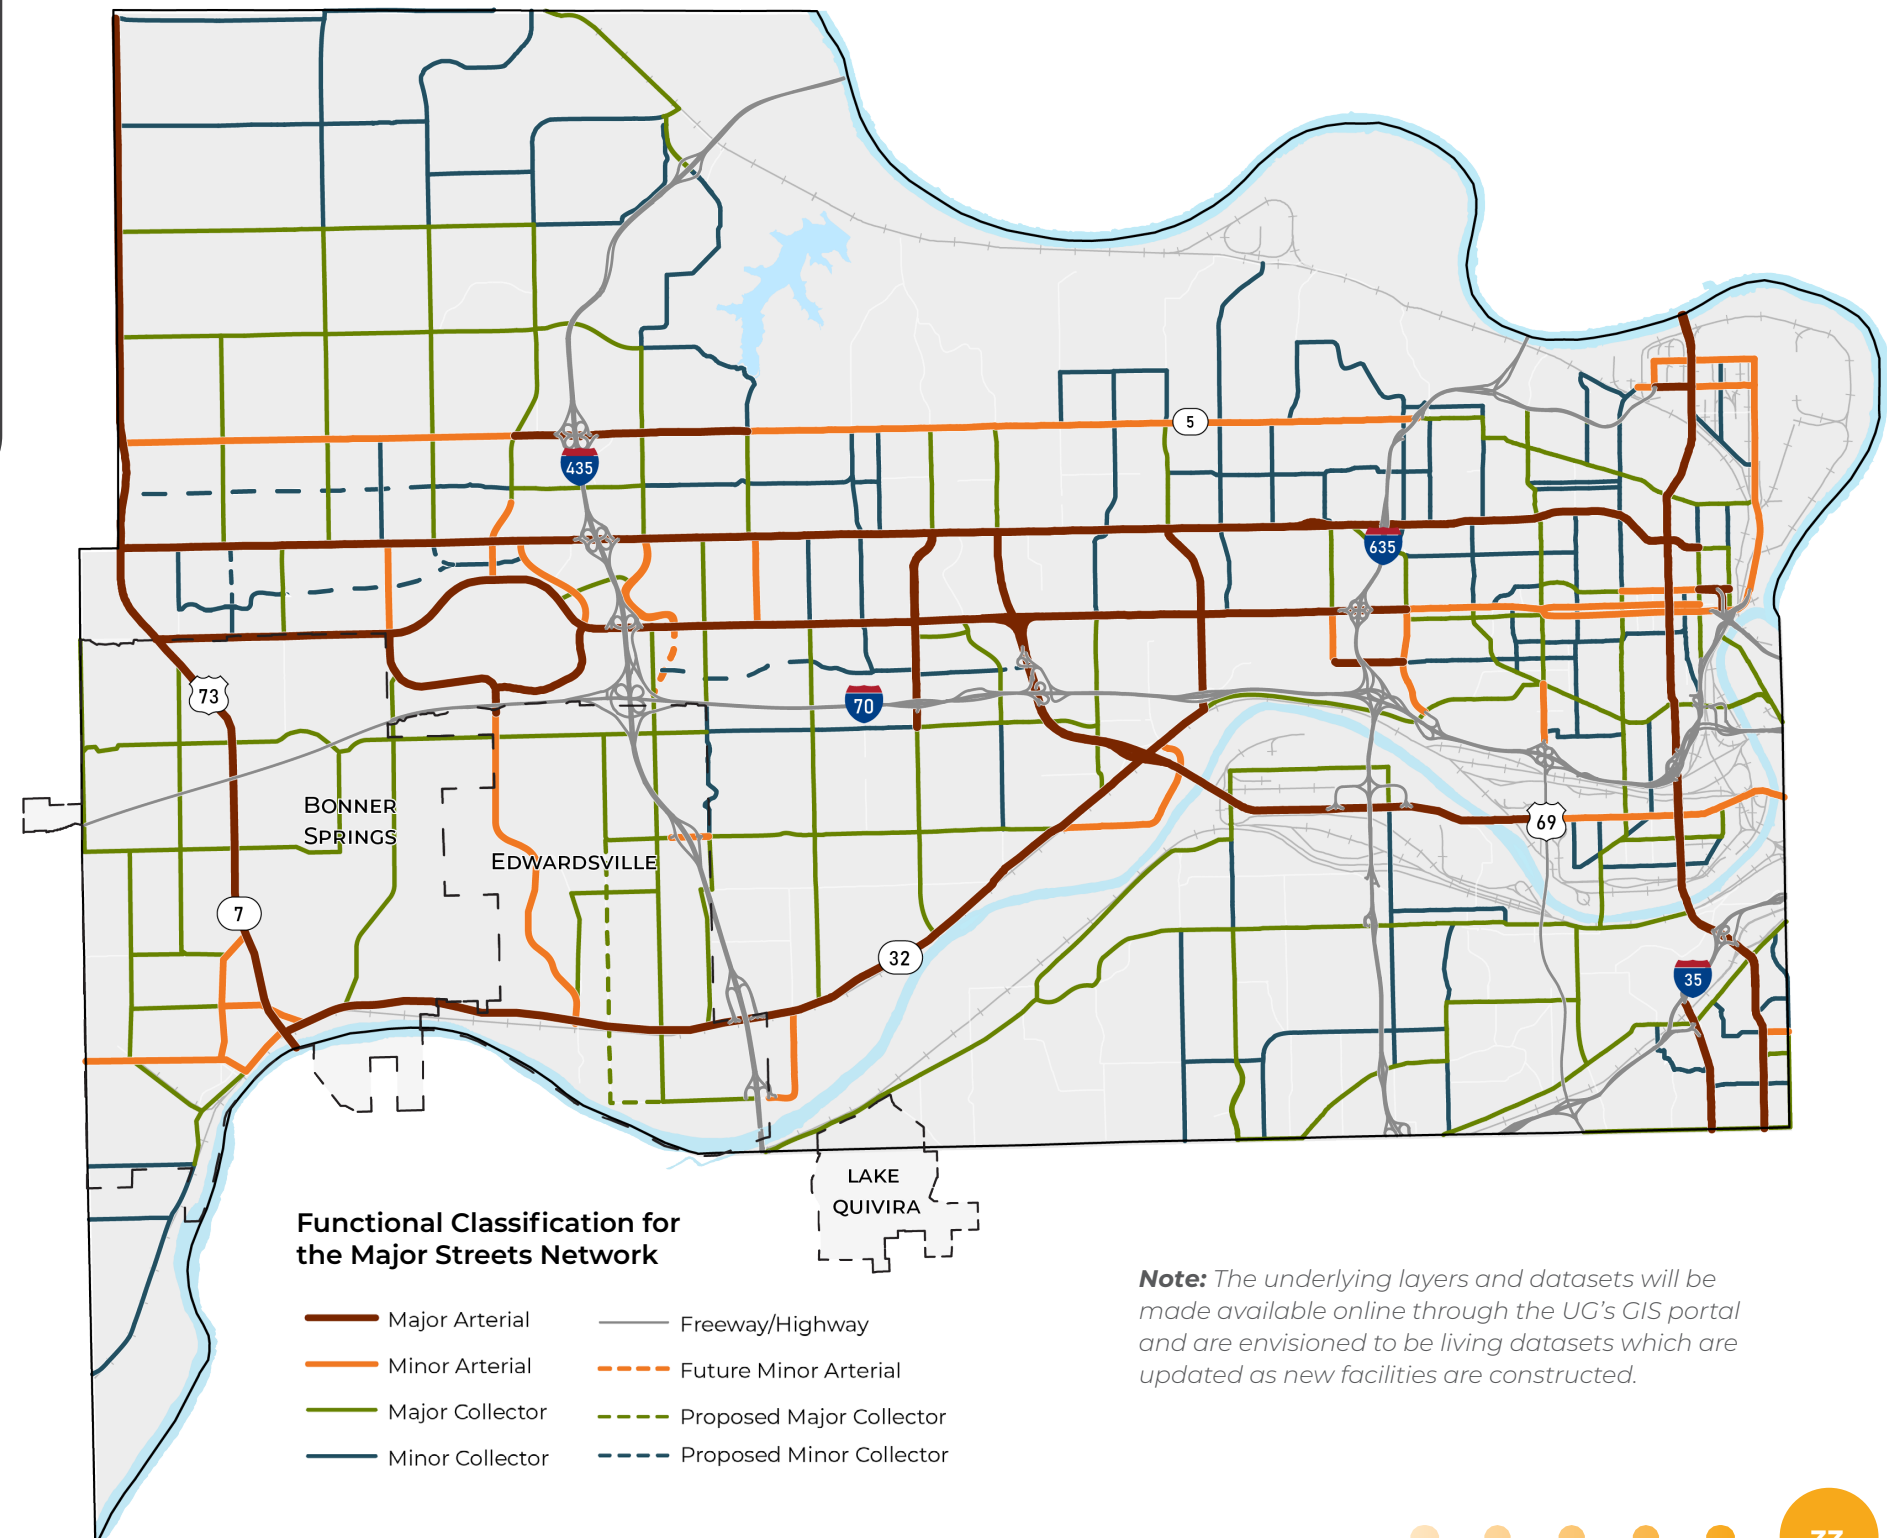 5
435
635
73
70
BONNER
SPRINGS
69
EDWARDSVILLE
7
32
35
LAKE
QUIVIRA
Functional Classification for
the Major Streets Network
Major Arterial
Minor Arterial
Major Collector
Minor Collector
Freeway/Highway
Future Minor Arterial
Proposed Major Collector
Proposed Minor Collector
Note: The underlying layers and datasets will be
made available online through the UG's GIS portal
and are envisioned to be living datasets which are
updated as new facilities are constructed.